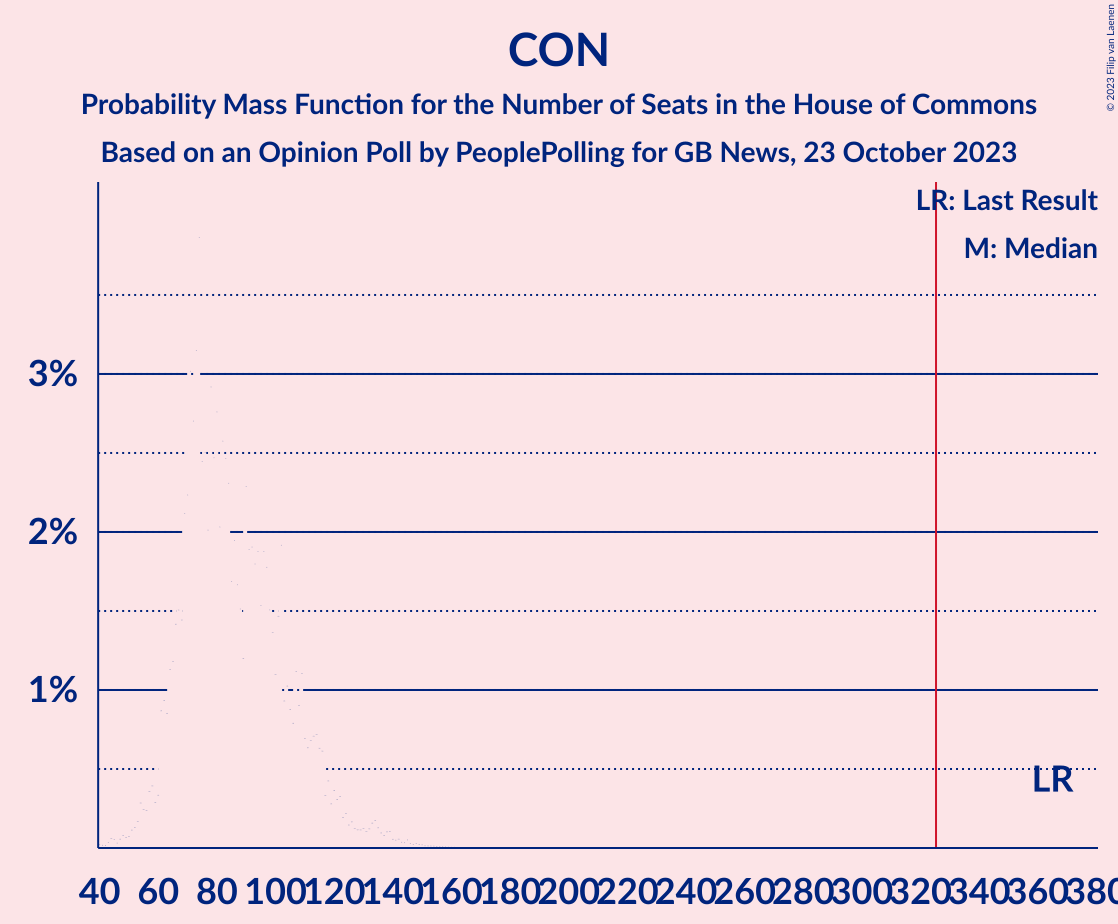 CON
Probability Mass Function for the Number of Seats in the House of Commons
Based on an Opinion Poll by PeoplePolling for GB News, 23 October 2023
© 2023 Filip van Laenen
LR: Last Result
M: Median
3%
2%
1%
LR
40 60 80 100 120 140 160 180 200 220 240 260 280 300 320 340 360 380